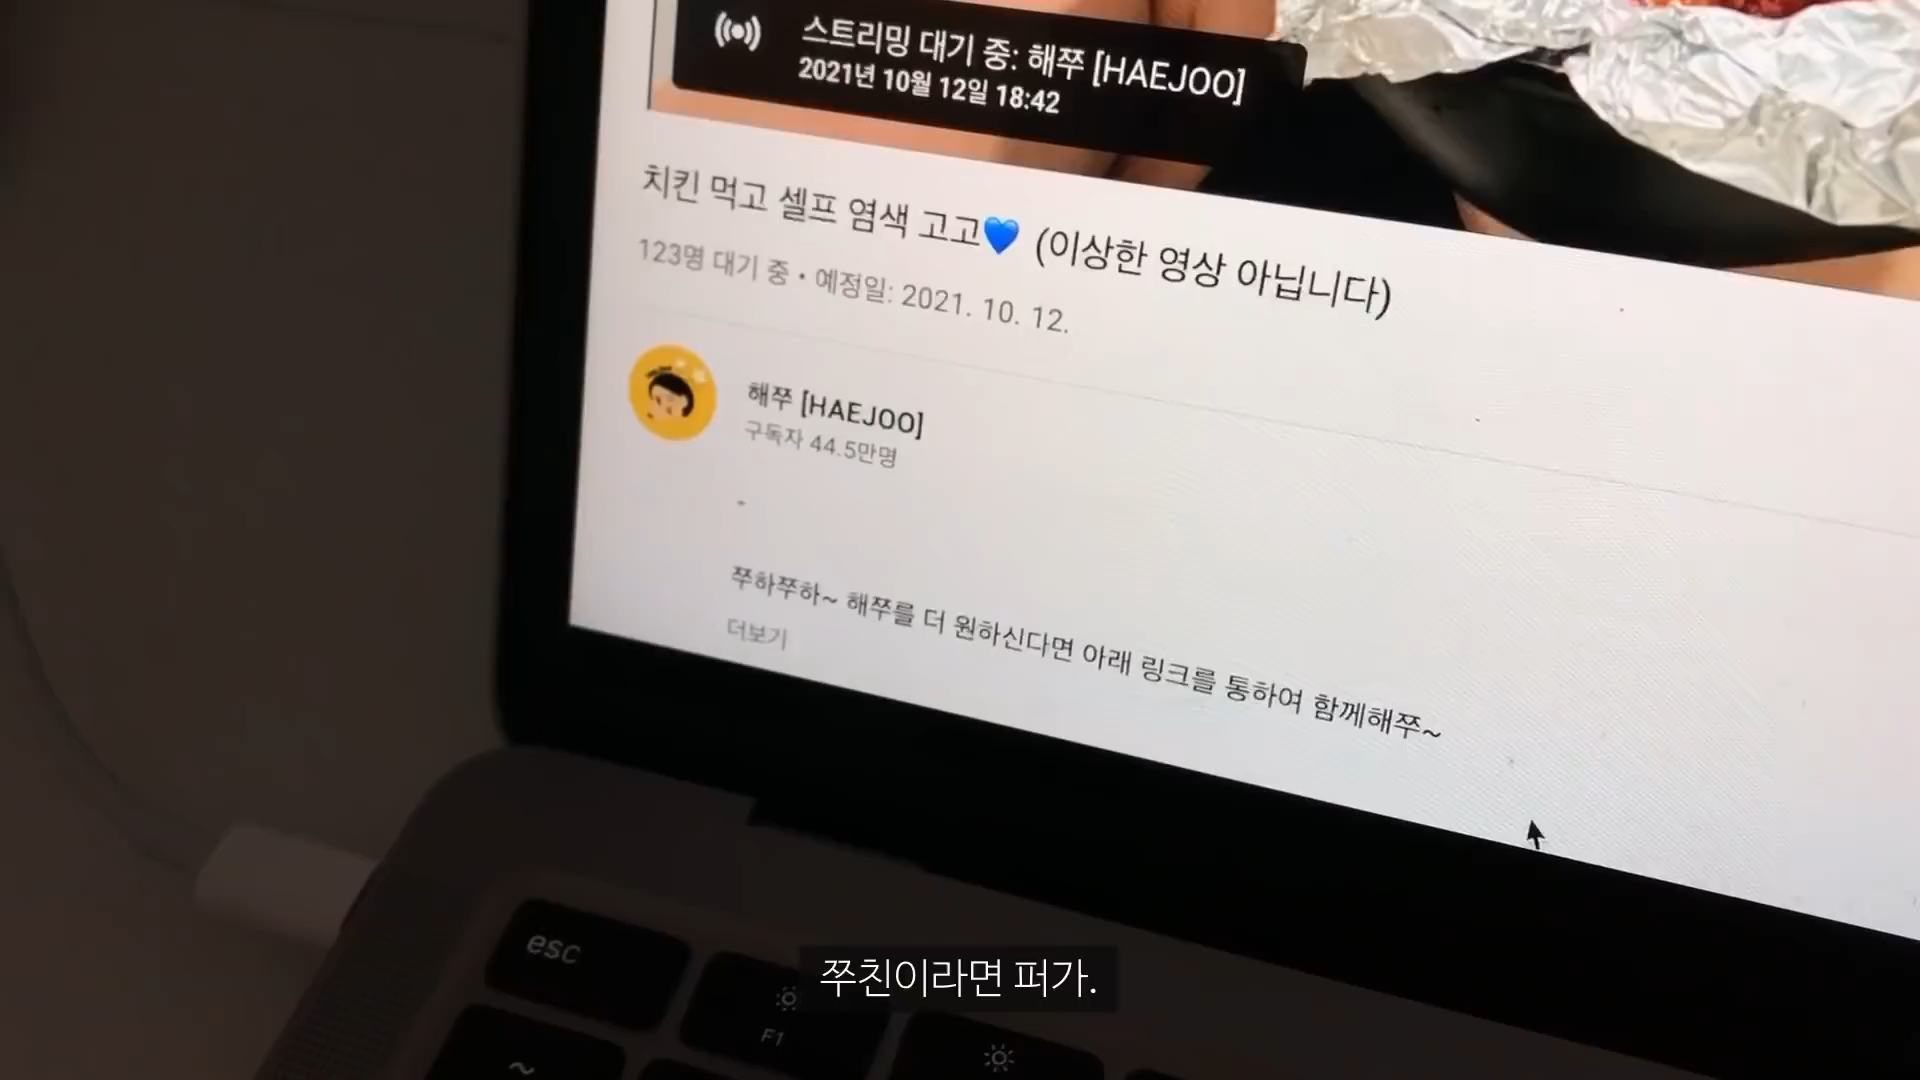 스트리밍 대기 중: 해쭈 [HAEJOO]
2021년 10월 12일 18:42
치킨 먹고 셀프 염색 고고💙 (이상한 영상 아닙니다)
123명 대기 중 • 예정일: 2021. 10. 12.
해쭈 [HAEJOO]
구독자 44.5만명
-
쭈하쭈하~ 해쭈를 더 원하신다면 아래 링크를 통하여 함께해쭈~
더보기
esc
쭈친이라면 퍼가.
F1
~